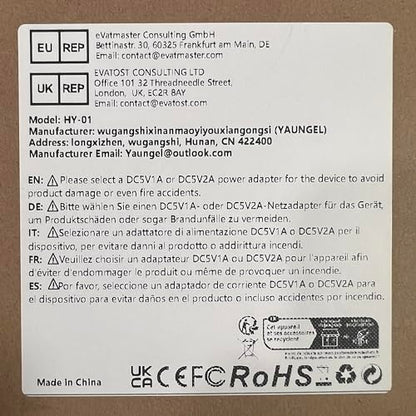 EU REP
eVatmaster Consulting GmbH
Bettinastr. 30, 60325 Frankfurt am Main, DE
Email: contact@evatmaster.com
UK REP
EVATOST CONSULTING LTD
Office 101 32 Threadneedle Street,
London, UK, EC2R 8AY
Email: contact@evatost.com
Model: HY-01
Manufacturer: wugangshixinanmaoyiyouxiangongsi (YAUNGEL)
Address: longxizhen, wugangshi, Hunan, CN 422400
Manufacturer Email: Yaungel@outlook.com
EN: ⚠Please select a DC5V1A or DC5V2A power adapter for the device to avoid
product damage or even fire accidents.
DE: ⚠Bitte wählen Sie einen DC5V1A- oder DC5V2A-Netzadapter für das Gerät,
um Produktschäden oder sogar Brandunfälle zu vermeiden.
IT: ⚠Selezionare un adattatore di alimentazione DC5V1A o DC5V2A per il
dispositivo, per evitare danni al prodotto o addirittura incendi.
FR: ⚠Veuillez choisir un adaptateur DC5V1A ou DC5V2A pour l'appareil afin
d'éviter d'endommager le produit ou même de provoquer un incendie.
ES: ⚠Por favor, seleccione un adaptador de corriente DC5V1A o DC5V2A para
el dispositivo para evitar daños en el producto o incluso accidentes por incendio.
FR
Cet appareil
et ses accessoires
se recyclent
Made in China
UK CA CE FC RoHS